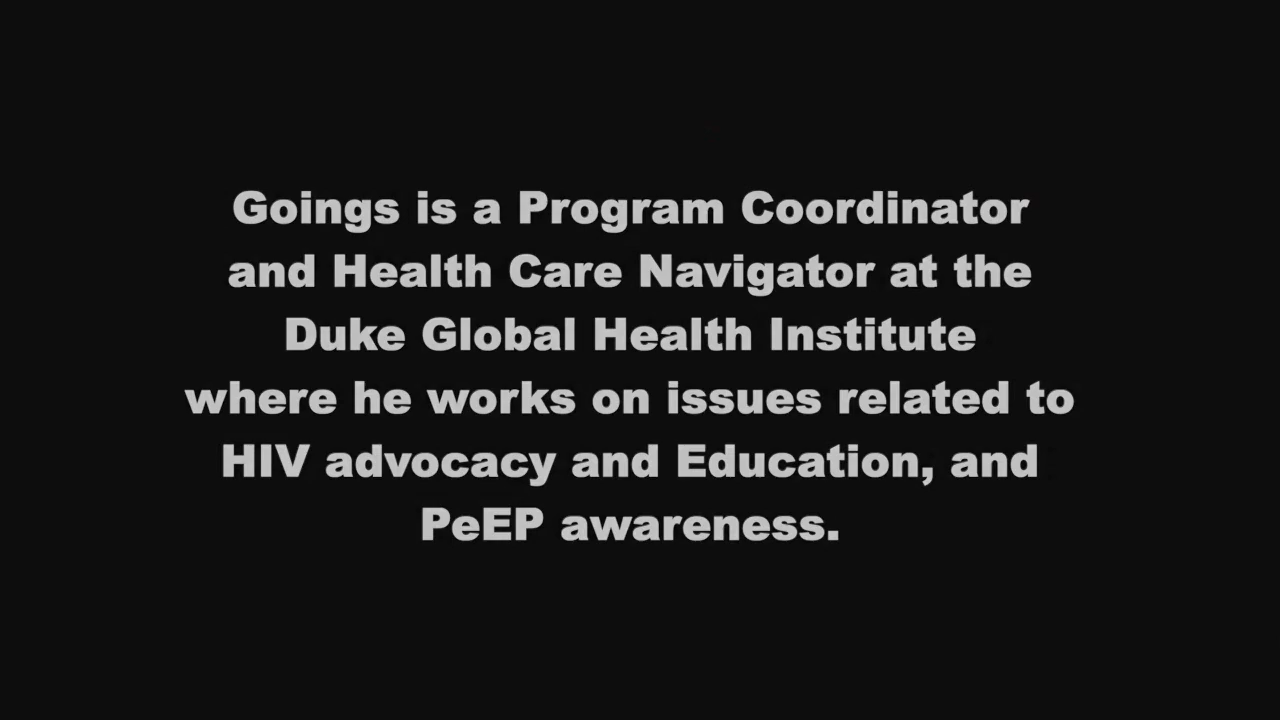 Goings is a Program Coordinator
and Health Care Navigator at the
Duke Global Health Institute
where he works on issues related to
HIV advocacy and Education, and
PeEP awareness.